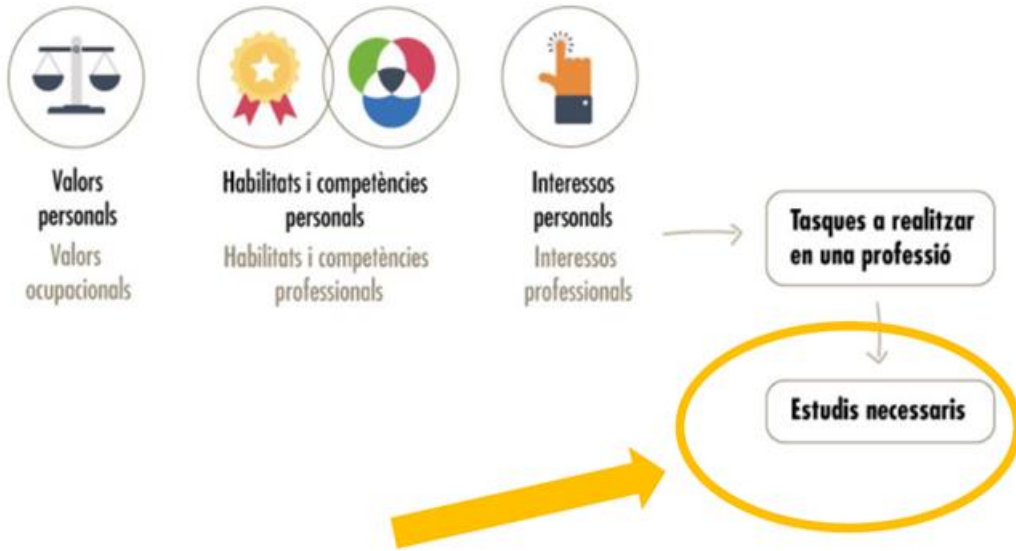 Valors
personals
Valors
ocupacionals
Habilitats i competències
personals
Habilitats i competències
professionals
Interessos
personals
Interessos
professionals
Tasques a realitzar
en una professió
Estudis necessaris